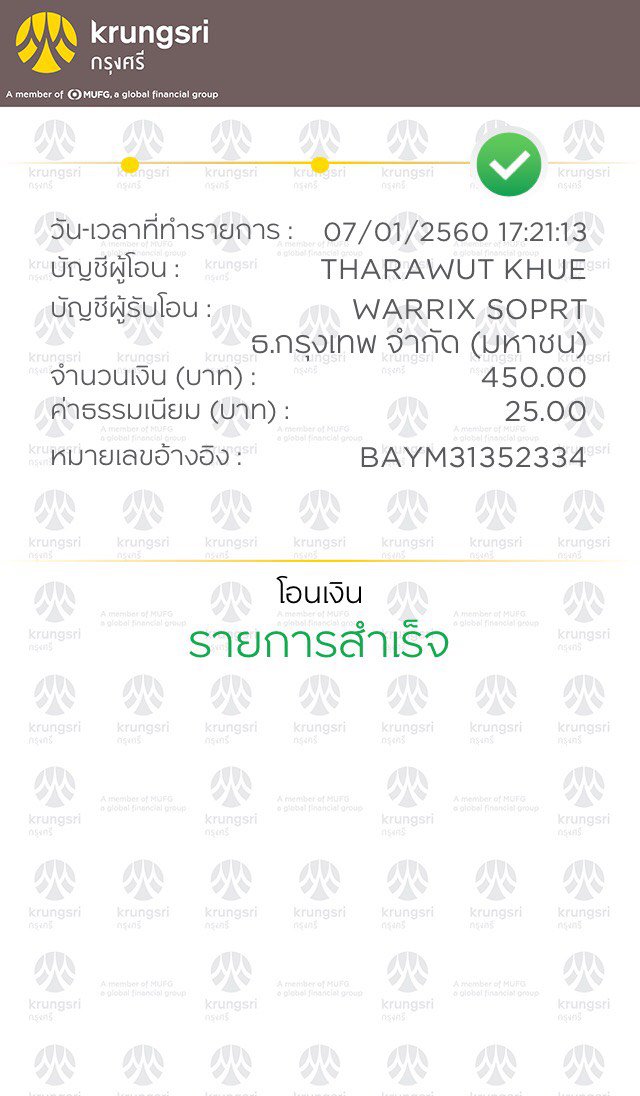 krungsri
กรุงศรี
A member of MUFG, a global financial group
วัน-เวลาที่ทำรายการ : 07/01/2560 17:21:13
บัญชีผู้โอน : THARAWUT KHUE
บัญชีผู้รับโอน : WARRIX SOPRT
ธ.กรุงเทพ จำกัด (มหาชน)
จำนวนเงิน (บาท) : 450.00
ค่าธรรมเนียม (บาท) : 25.00
หมายเลขอ้างอิง : BAYM31352334
โอนเงิน
รายการสำเร็จ